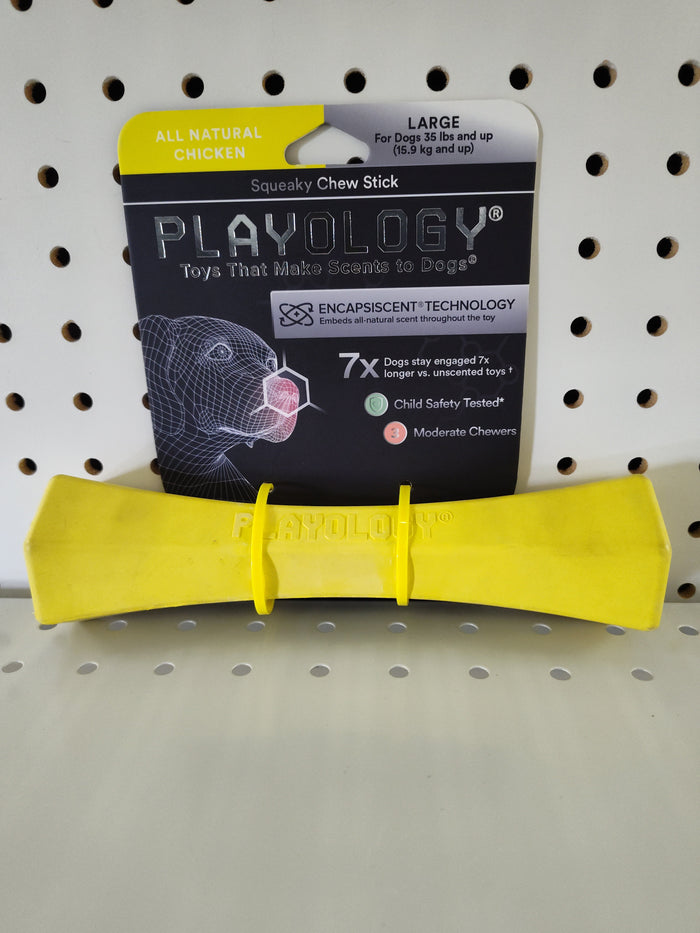 ALL NATURAL
CHICKEN
LARGE
For Dogs 35 lbs and up
(15.9 kg and up)
Squeaky Chew Stick
PLAYOLOGY®
Toys That Make Scents to Dogs®
ENCAPSISCENT® TECHNOLOGY
Embeds all-natural scent throughout the toy
7x Dogs stay engaged 7x
longer vs. unscented toys †
Child Safety Tested*
3 Moderate Chewers
PLAYOLOGY®